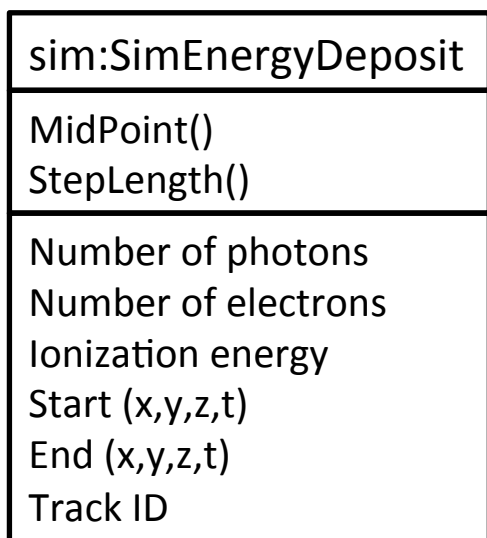 sim:SimEnergyDeposit
MidPoint()
StepLength()
Number of photons
Number of electrons
Ionization energy
Start (x,y,z,t)
End (x,y,z,t)
Track ID